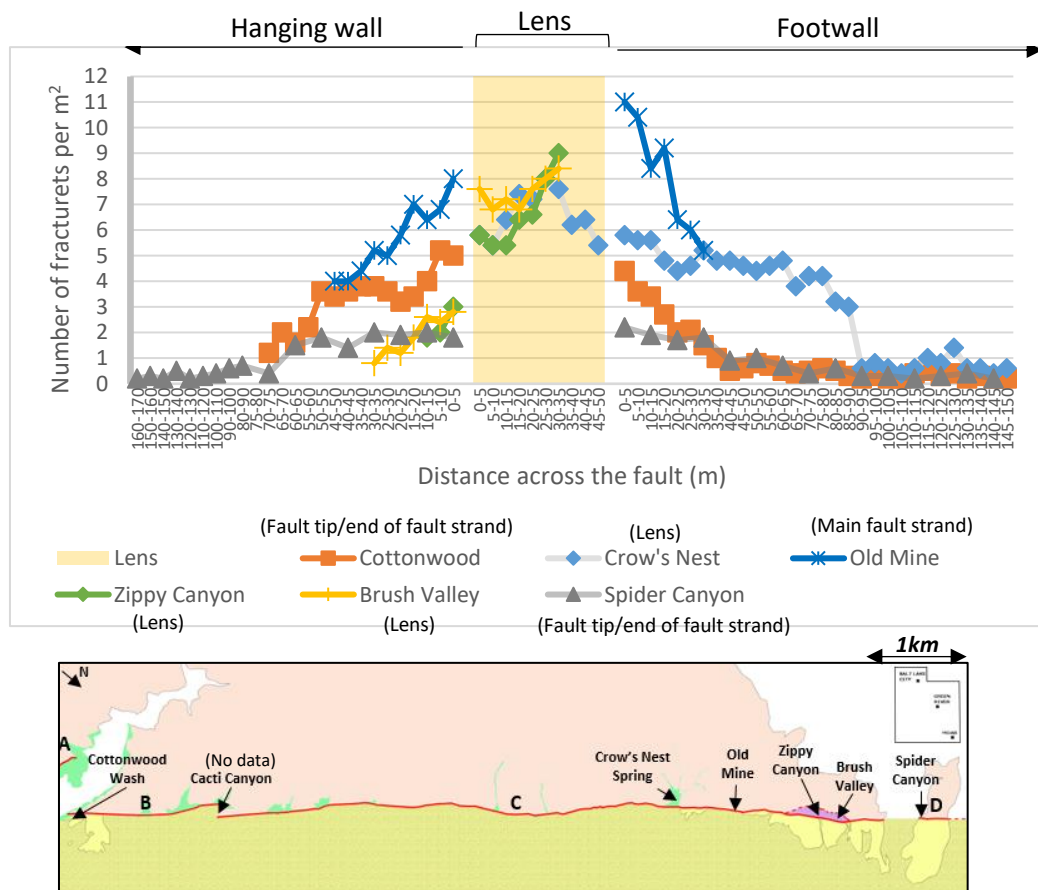 Hanging wall
Lens
Footwall
Number of fracturets per m2
12
11
10
9
8
7
6
5
4
3
2
1
0
160-170
150-160
140-150
130-140
120-130
110-120
100-110
90-100
80-90
75-80
70-75
65-70
60-65
55-60
50-55
45-50
40-45
35-40
30-35
25-30
20-25
15-20
10-15
5-10
0-5
0-5
5-10
10-15
15-20
20-25
25-30
30-35
35-40
40-45
45-50
0-5
5-10
10-15
15-20
20-25
25-30
30-35
35-40
40-45
45-50
50-55
55-60
60-65
65-70
70-75
75-80
80-85
85-90
90-95
95-100
100-105
105-110
110-115
115-120
120-125
125-130
130-135
135-140
140-145
145-150
Distance across the fault (m)
(Fault tip/end of fault strand)
(Lens)
(Main fault strand)
Lens
Cottonwood
Crow's Nest
Old Mine
Zippy Canyon
Brush Valley
Spider Canyon
(Lens)
(Lens)
(Fault tip/end of fault strand)
1km
N
SALT LAKE
CITY
GREEN
RIVER
MOAB
A
Cottonwood
Wash
B
(No data)
Cacti Canyon
C
Crow's Nest
Spring
Old
Mine
Zippy
Canyon
Brush
Valley
Spider
Canyon
D